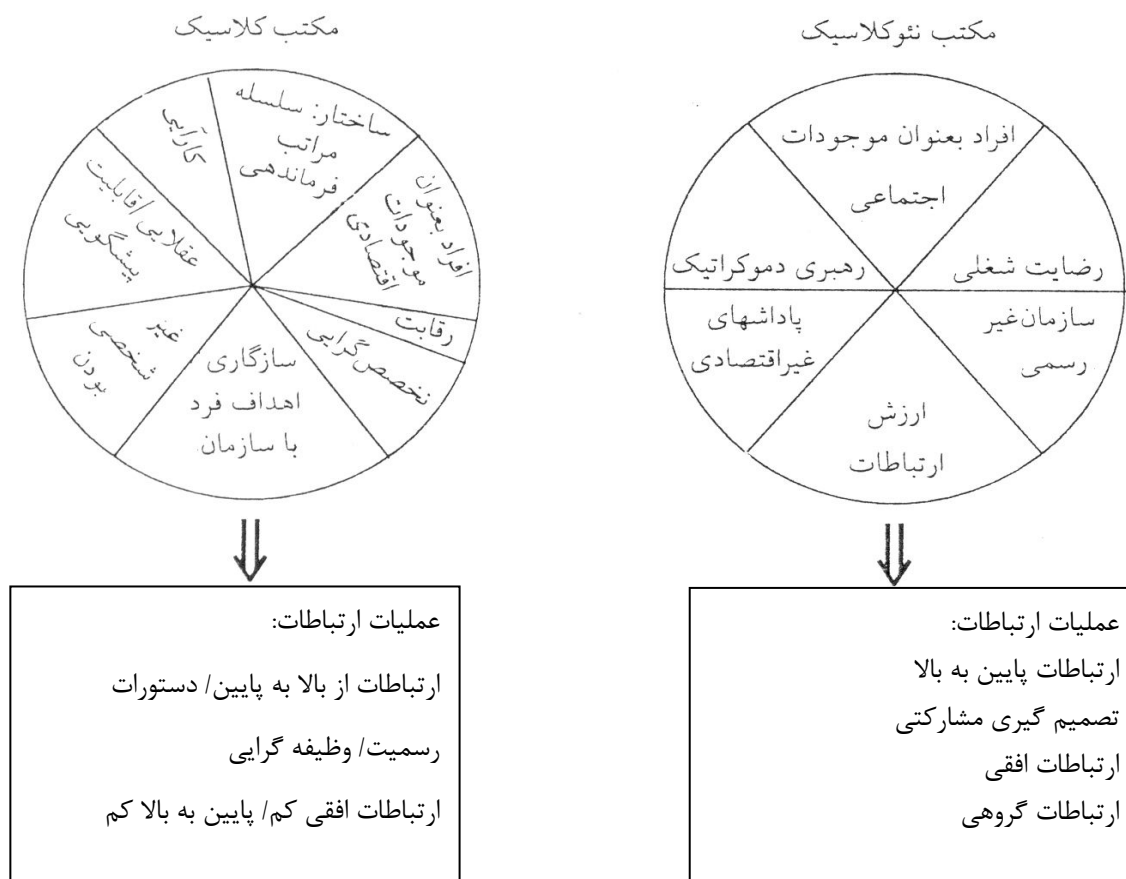 مکتب نئوکلاسیک
افراد بعنوان موجودات
اجتماعی
رضایت شغلی
سازمان غیر
رسمی
ارزش
ارتباطات
پاداشهای
غیراقتصادی
رهبری دموکراتیک
عملیات ارتباطات:
ارتباطات پایین به بالا
تصمیم گیری مشارکتی
ارتباطات افقی
ارتباطات گروهی
مکتب کلاسیک
ساختار: سلسله
مراتب
فرماندهی
افراد بعنوان
موجودات
اقتصادی
رقابت
تخصص گرایی
سازگاری
اهداف فرد
با سازمان
غیر
شخصی
بودن
عقلایی/قابلیت
پیشگویی
کارآیی
عملیات ارتباطات:
ارتباطات از بالا به پایین/ دستورات
رسمیت/ وظیفه گرایی
ارتباطات افقی کم/ پایین به بالا کم